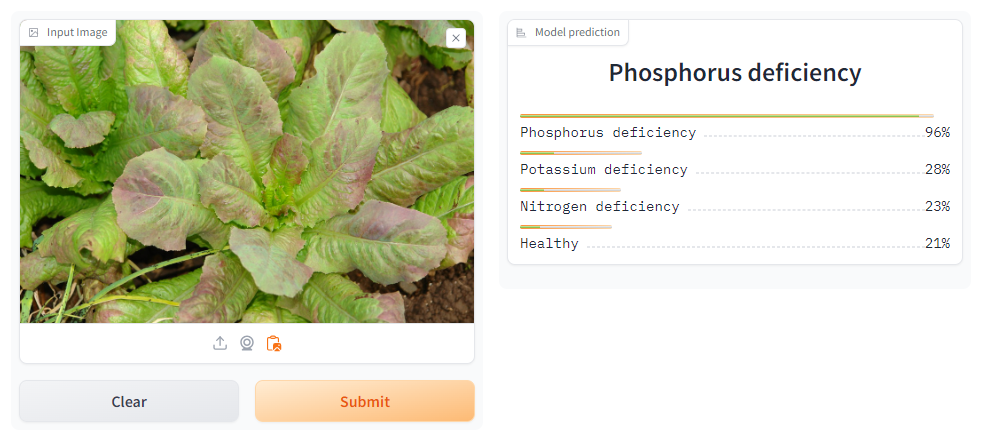 Input Image
Clear
Submit
Model prediction
Phosphorus deficiency
Phosphorus deficiency 96%
Potassium deficiency 28%
Nitrogen deficiency 23%
Healthy 21%